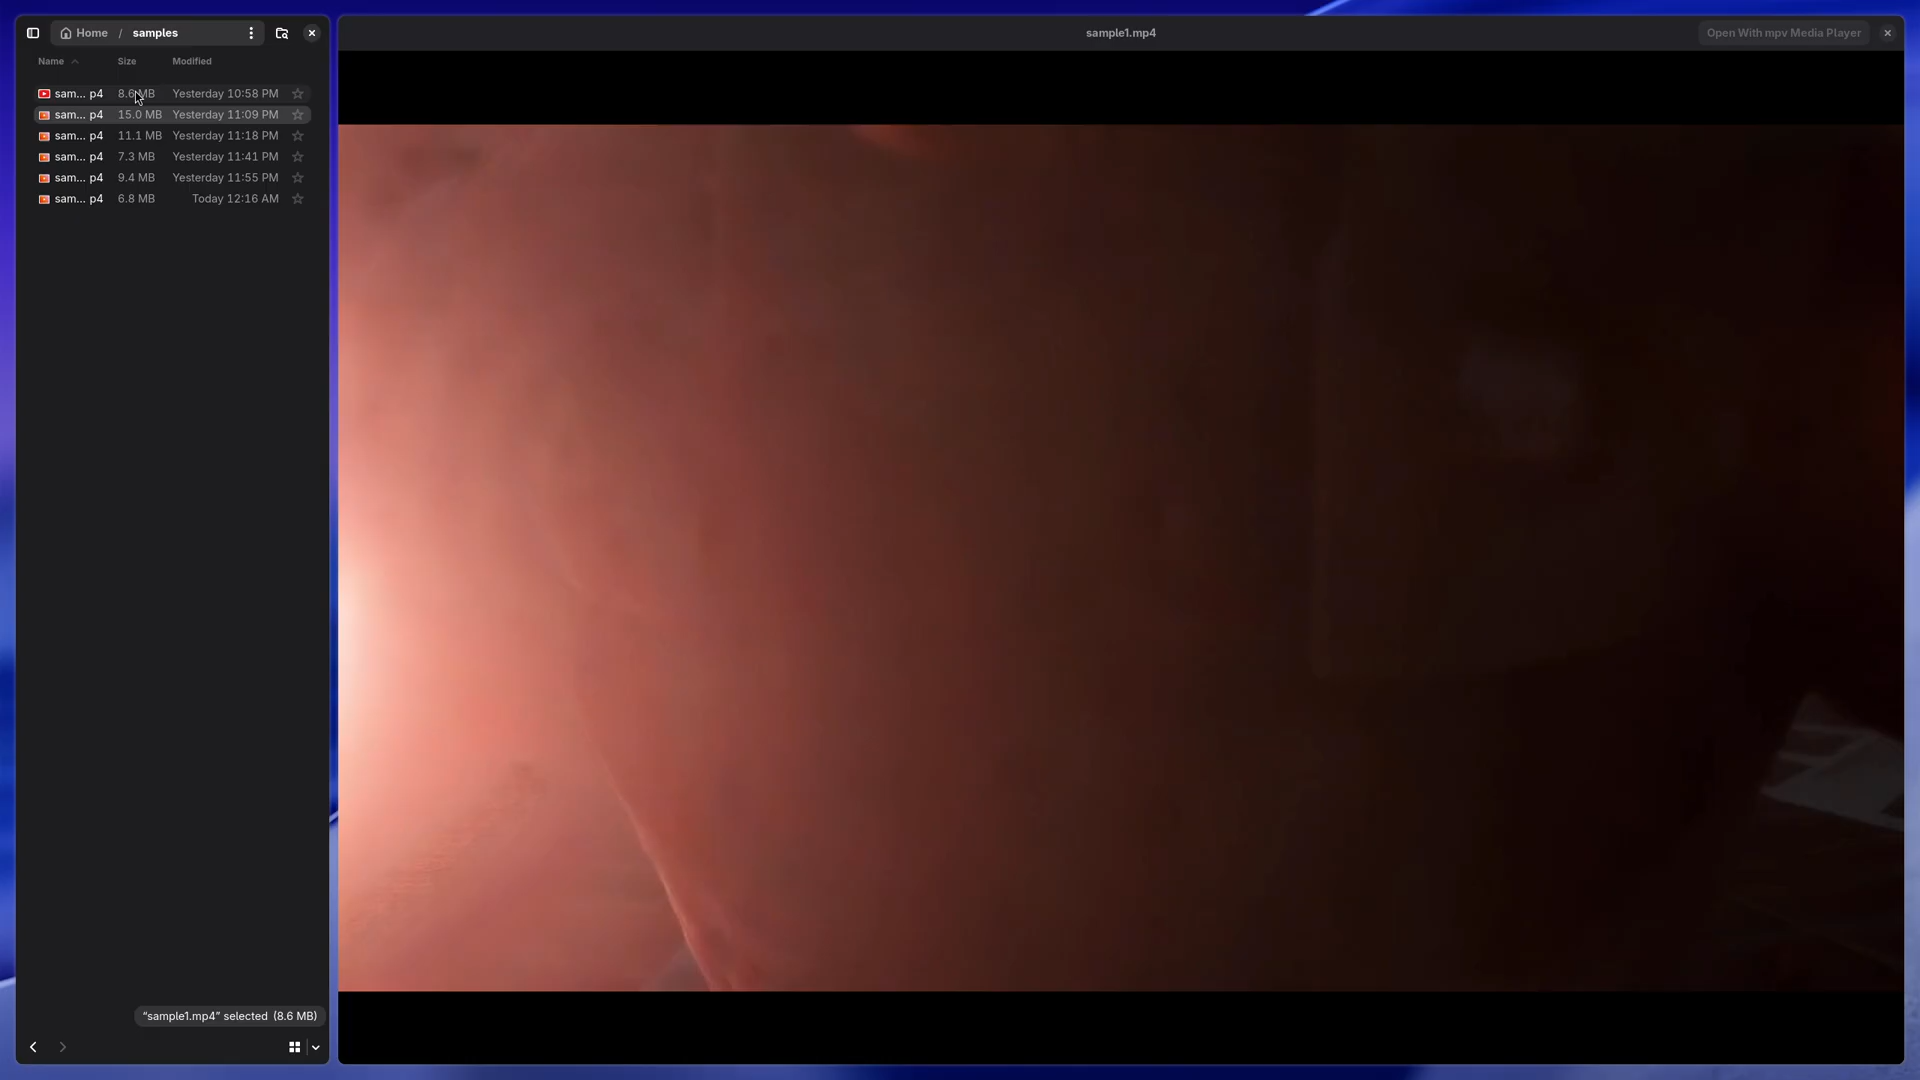 Home / samples
sample1.mp4
Open With mpv Media Player
Name Size Modified
sam... p4 8.6 MB Yesterday 10:58 PM
sam... p4 15.0 MB Yesterday 11:09 PM
sam... p4 11.1 MB Yesterday 11:18 PM
sam... p4 7.3 MB Yesterday 11:41 PM
sam... p4 9.4 MB Yesterday 11:55 PM
sam... p4 6.8 MB Today 12:16 AM
“sample1.mp4” selected (8.6 MB)